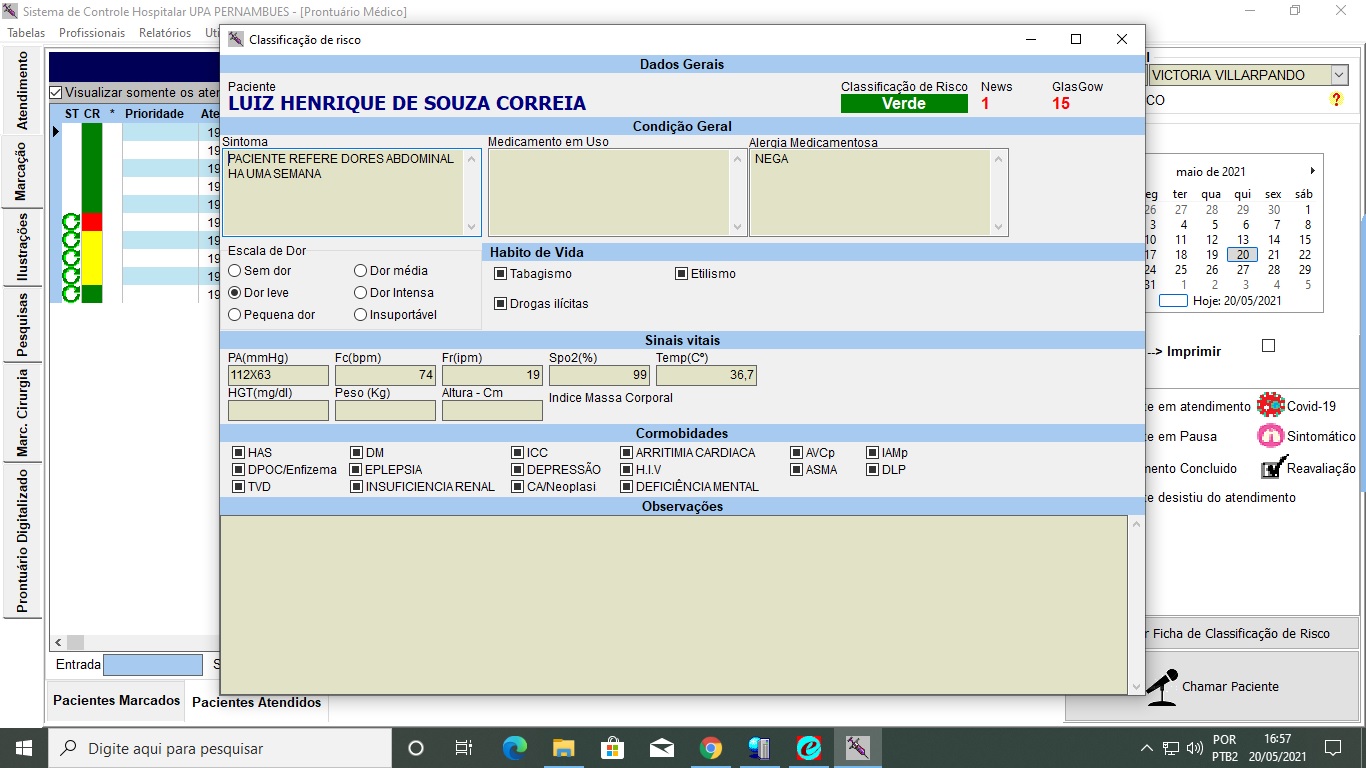 Sistema de Controle Hospitalar UPA PERNAMBUES - [Prontuário Médico]
Tabelas Profissionais Relatórios
Classificação de risco
Dados Gerais
Paciente
LUIZ HENRIQUE DE SOUZA CORREIA
Classificação de Risco News GlasGow
Verde 1 15
Condição Geral
Sintoma Medicamento em Uso Alergia Medicamentosa
PACIENTE REFERE DORES ABDOMINAL
HA UMA SEMANA
NEGA
Escala de Dor
Sem dor Dor média
Dor leve Dor Intensa
Pequena dor Insuportável
Habito de Vida
Tabagismo Etilismo
Drogas ilícitas
Sinais vitais
PA(mmHg) Fc(bpm) Fr(ipm) Spo2(%) Temp(Cº)
112X63 74 19 99 36,7
HGT(mg/dl) Peso (Kg) Altura - Cm Indice Massa Corporal
Cormobidades
HAS DM ICC ARRITIMIA CARDIACA AVCp IAMp
DPOC/Enfizema EPLEPSIA DEPRESSÃO H.I.V ASMA DLP
TVD INSUFICIENCIA RENAL CA/Neoplasi DEFICIÊNCIA MENTAL
Observações
Atendimento
Marcação
Ilustrações
Pesquisas
Marc. Cirurgia
Prontuário Digitalizado
Visualizar somente os
ST CR * Prioridade
19
19
19
19
19
19
19
19
19
19
Entrada
Pacientes Marcados Pacientes Atendidos
VICTORIA VILLARPANDO
?
maio de 2021
ter qua qui sex sáb
26 27 28 29 30 1
3 4 5 6 7 8
10 11 12 13 14 15
17 18 19 20 21 22
24 25 26 27 28 29
31 1 2 3 4 5
Hoje: 20/05/2021
--> Imprimir
em atendimento Covid-19
em Pausa Sintomático
Concluido Reavaliação
desistiu do atendimento
Ficha de Classificação de Risco
Chamar Paciente
Digite aqui para pesquisar
POR
PTB2
16:57
20/05/2021